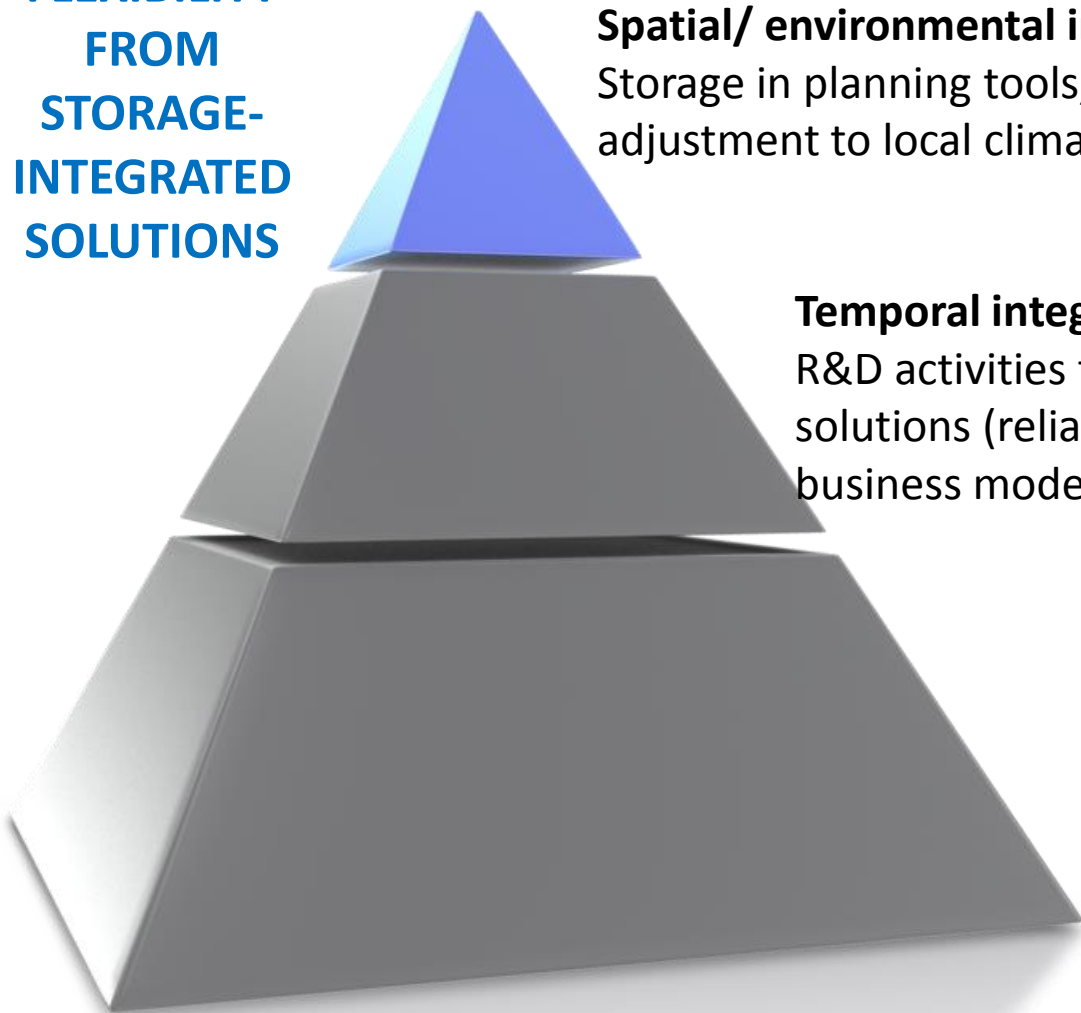 FLEXIBILITY
FROM
STORAGE-
INTEGRATED
SOLUTIONS
Spatial/ environmental i
Storage in planning tools,
adjustment to local clima
Temporal integ
R&D activities
solutions (relia
business mode